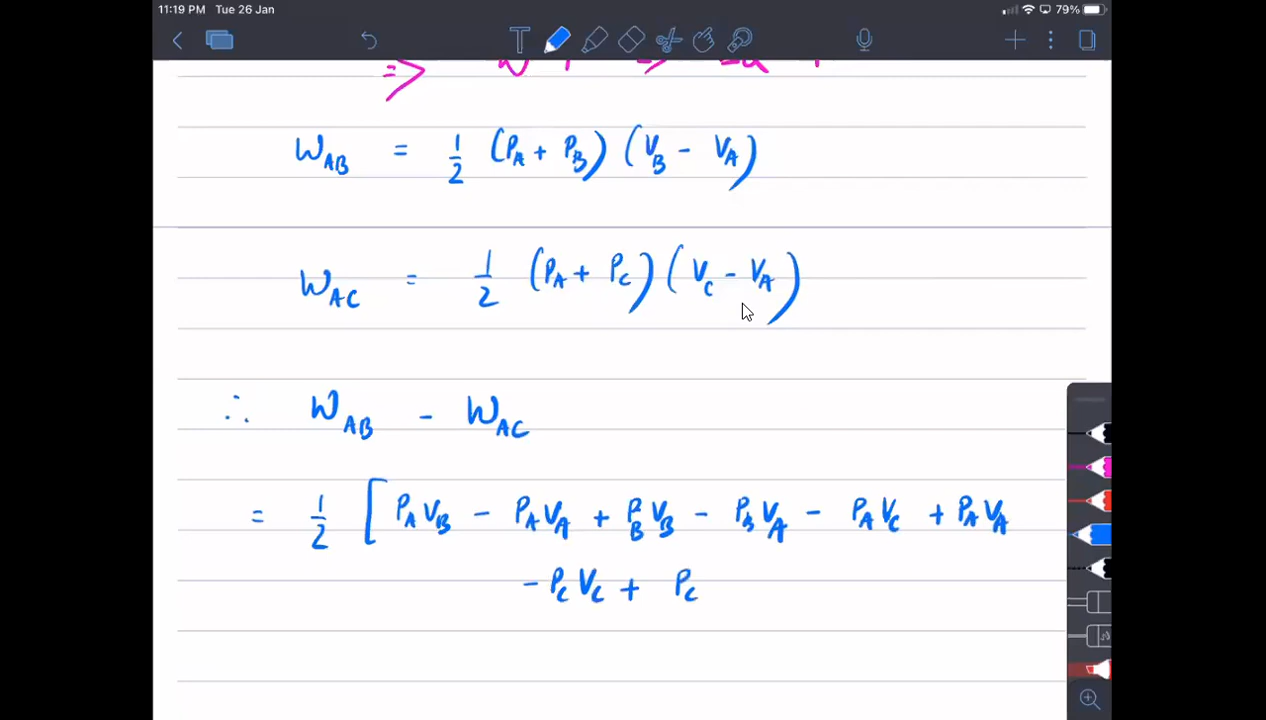 11:19 PM Tue 26 Jan 79%
W_AB = 1/2 (P_A + P_B) (V_B - V_A)
W_AC = 1/2 (P_A + P_C) (V_C - V_A)
∴ W_AB - W_AC
= 1/2 [ P_A V_B - P_A V_A + P_B V_B - P_B V_A - P_A V_C + P_A V_A
- P_C V_C + P_C